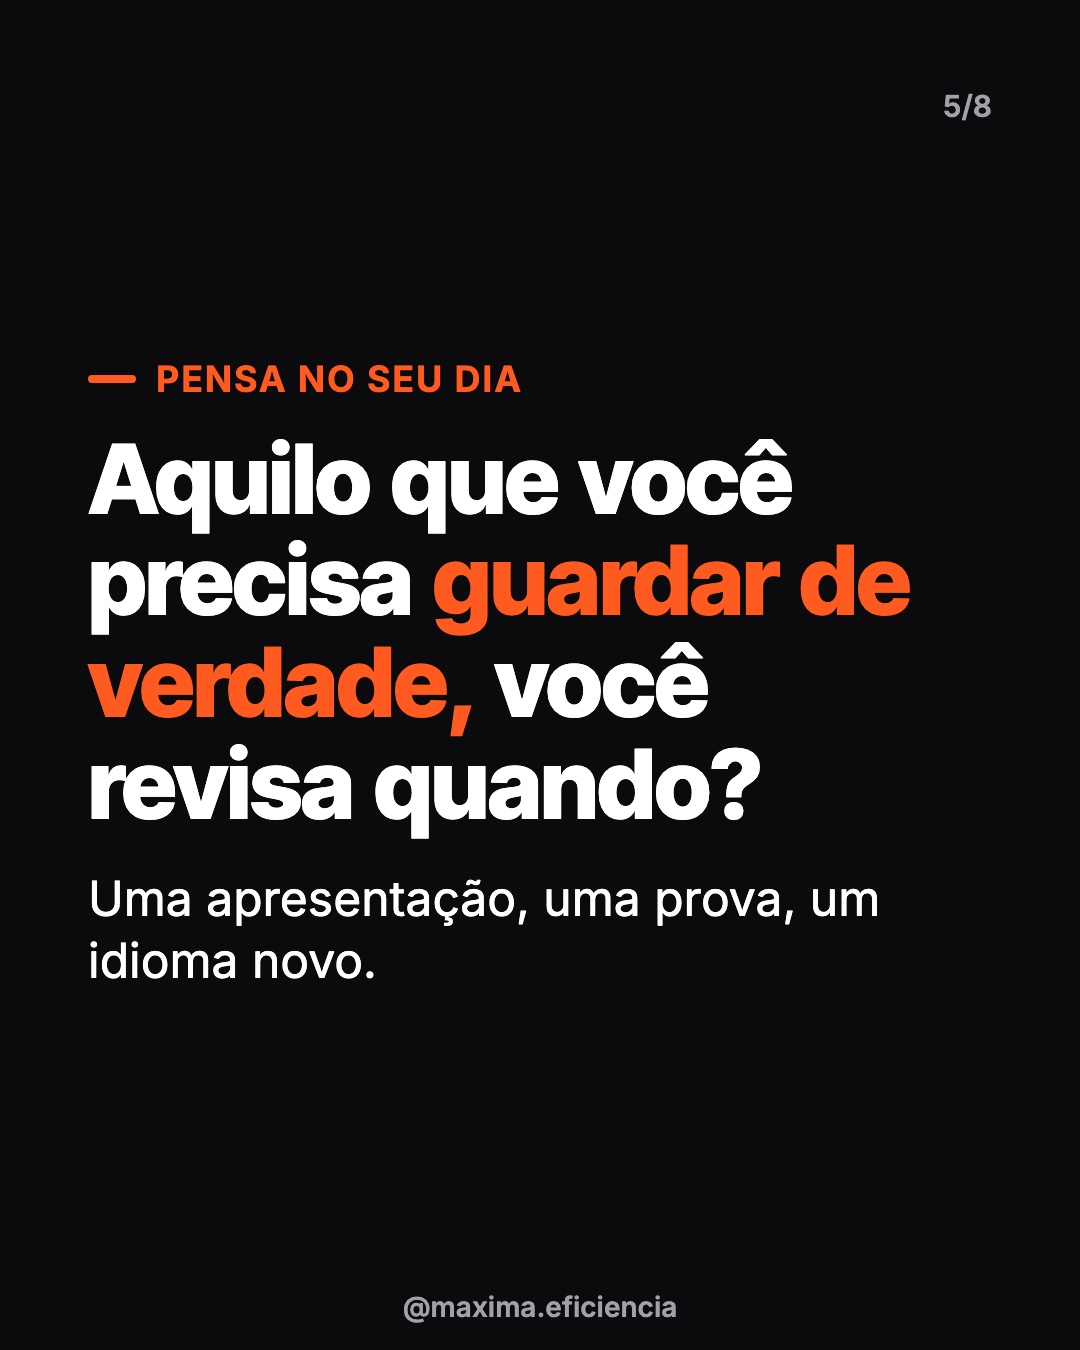 5/8
PENSA NO SEU DIA
Aquilo que você
precisa guardar de
verdade, você
revisa quando?
Uma apresentação, uma prova, um
idioma novo.
@maxima.eficiencia